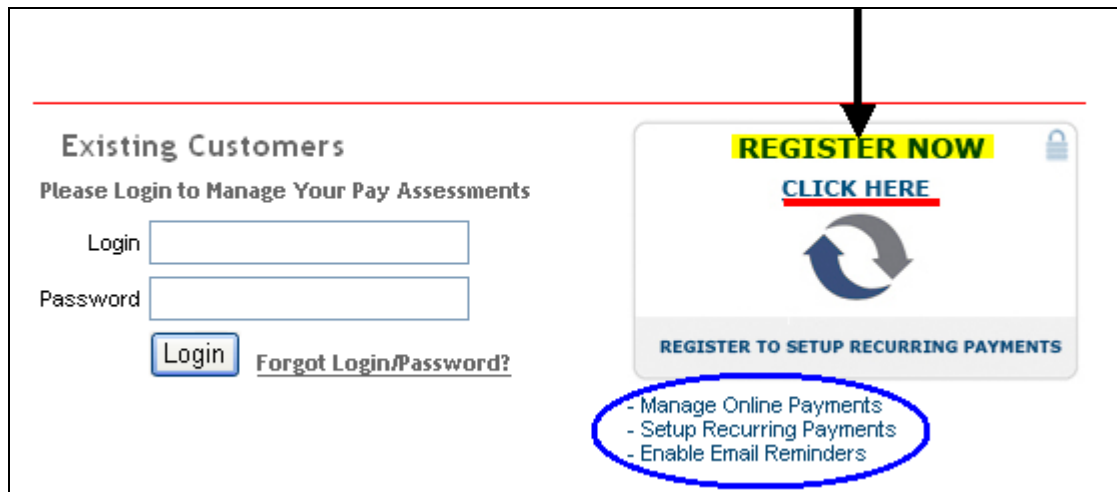 Existing Customers
Please Login to Manage Your Pay Assessments
Login
Password
Login
Forgot Login/Password?
REGISTER NOW
CLICK HERE
REGISTER TO SETUP RECURRING PAYMENTS
- Manage Online Payments
- Setup Recurring Payments
- Enable Email Reminders